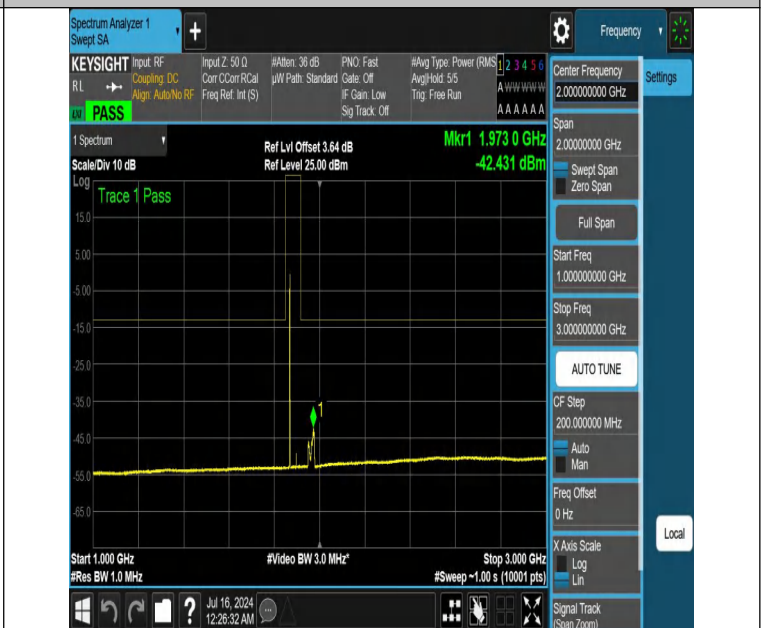 Spectrum Analyzer 1
Swept SA
+
Frequency
KEYSIGHT
RL
PASS
Input: RF
Coupling: DC
Align: Auto/No RF
Input Z: 50 Ω
Corr CCorr RCal
Freq Ref: Int (S)
#Atten: 36 dB
µW Path: Standard
PNO: Fast
Gate: Off
IF Gain: Low
Sig Track: Off
#Avg Type: Power (RMS
Avg|Hold: 5/5
Trig: Free Run
1 2 3 4 5 6
A W W W W W
A A A A A A
1 Spectrum
Scale/Div 10 dB
Log
Ref Lvl Offset 3.64 dB
Ref Level 25.00 dBm
Mkr1 1.973 0 GHz
-42.431 dBm
Trace 1 Pass
15.0
5.00
-5.00
-15.0
-25.0
-35.0
-45.0
-55.0
-65.0
1
Start 1.000 GHz
#Res BW 1.0 MHz
#Video BW 3.0 MHz*
Stop 3.000 GHz
#Sweep ~1.00 s (10001 pts)
Jul 16, 2024
12:26:32 AM
Center Frequency
2.000000000 GHz
Settings
Span
2.00000000 GHz
Swept Span
Zero Span
Full Span
Start Freq
1.000000000 GHz
Stop Freq
3.000000000 GHz
AUTO TUNE
CF Step
200.000000 MHz
Auto
Man
Freq Offset
0 Hz
X Axis Scale
Log
Lin
Signal Track
(Span Zoom)
Local